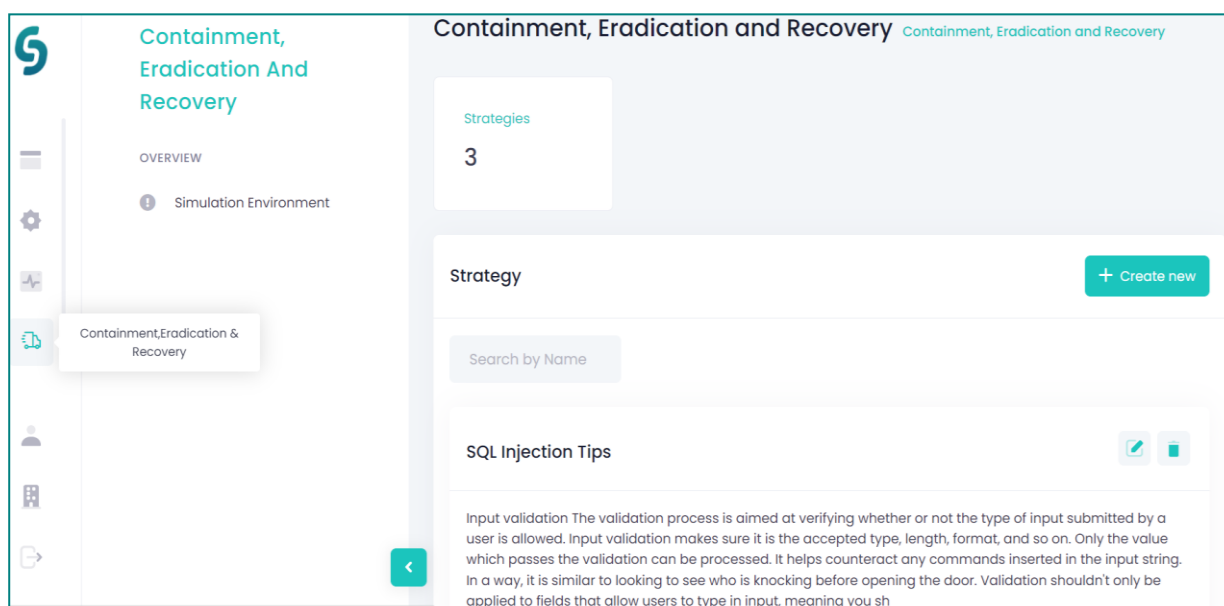 Containment,
Eradication And
Recovery
OVERVIEW
Simulation Environment
Containment,Eradication &
Recovery
Containment, Eradication and Recovery Containment, Eradication and Recovery
Strategies
3
Strategy
+ Create new
Search by Name
SQL Injection Tips
Input validation The validation process is aimed at verifying whether or not the type of input submitted by a
user is allowed. Input validation makes sure it is the accepted type, length, format, and so on. Only the value
which passes the validation can be processed. It helps counteract any commands inserted in the input string.
In a way, it is similar to looking to see who is knocking before opening the door. Validation shouldn't only be
applied to fields that allow users to type in input, meaning you sh